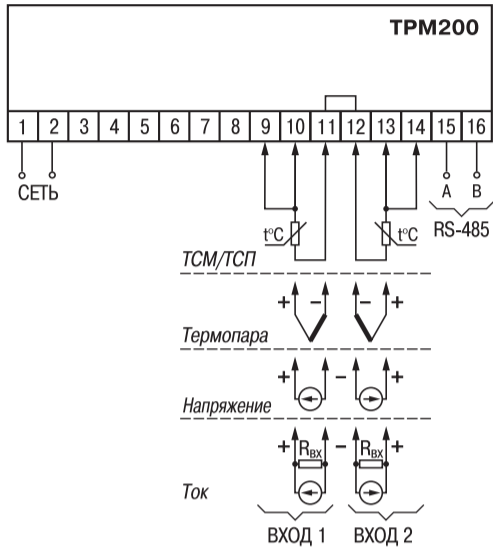 ТРМ200
1 2 3 4 5 6 7 8 9 10 11 12 13 14 15 16
СЕТЬ
A B
RS-485
t°C t°C
ТСМ/ТСП
+ − − +
Термопара
+ − +
Напряжение
+ Rвх − Rвх +
Ток
ВХОД 1 ВХОД 2